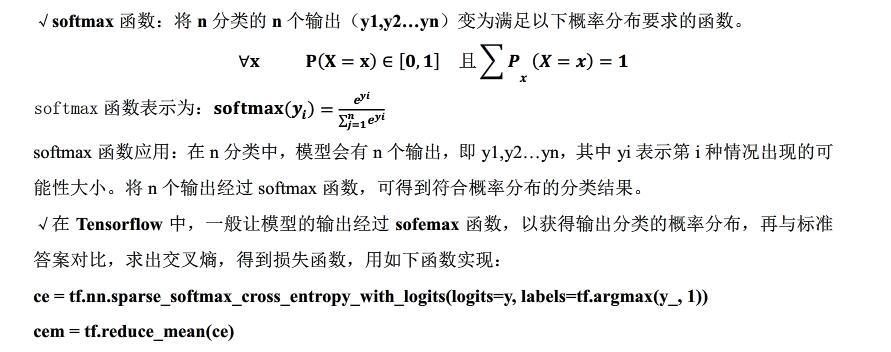 √softmax 函数：将 n 分类的 n 个输出（y1,y2…yn）变为满足以下概率分布要求的函数。
∀x P(X = x) ∈ [0, 1] 且 ∑ₓ P (X = x) = 1
softmax 函数表示为：softmax(yᵢ) = e^yi / ∑ⁿⱼ₌₁ e^yi
softmax 函数应用：在 n 分类中，模型会有 n 个输出，即 y1,y2…yn，其中 yi 表示第 i 种情况出现的可
能性大小。将 n 个输出经过 softmax 函数，可得到符合概率分布的分类结果。
√在 Tensorflow 中，一般让模型的输出经过 sofemax 函数，以获得输出分类的概率分布，再与标准
答案对比，求出交叉熵，得到损失函数，用如下函数实现：
ce = tf.nn.sparse_softmax_cross_entropy_with_logits(logits=y, labels=tf.argmax(y_, 1))
cem = tf.reduce_mean(ce)